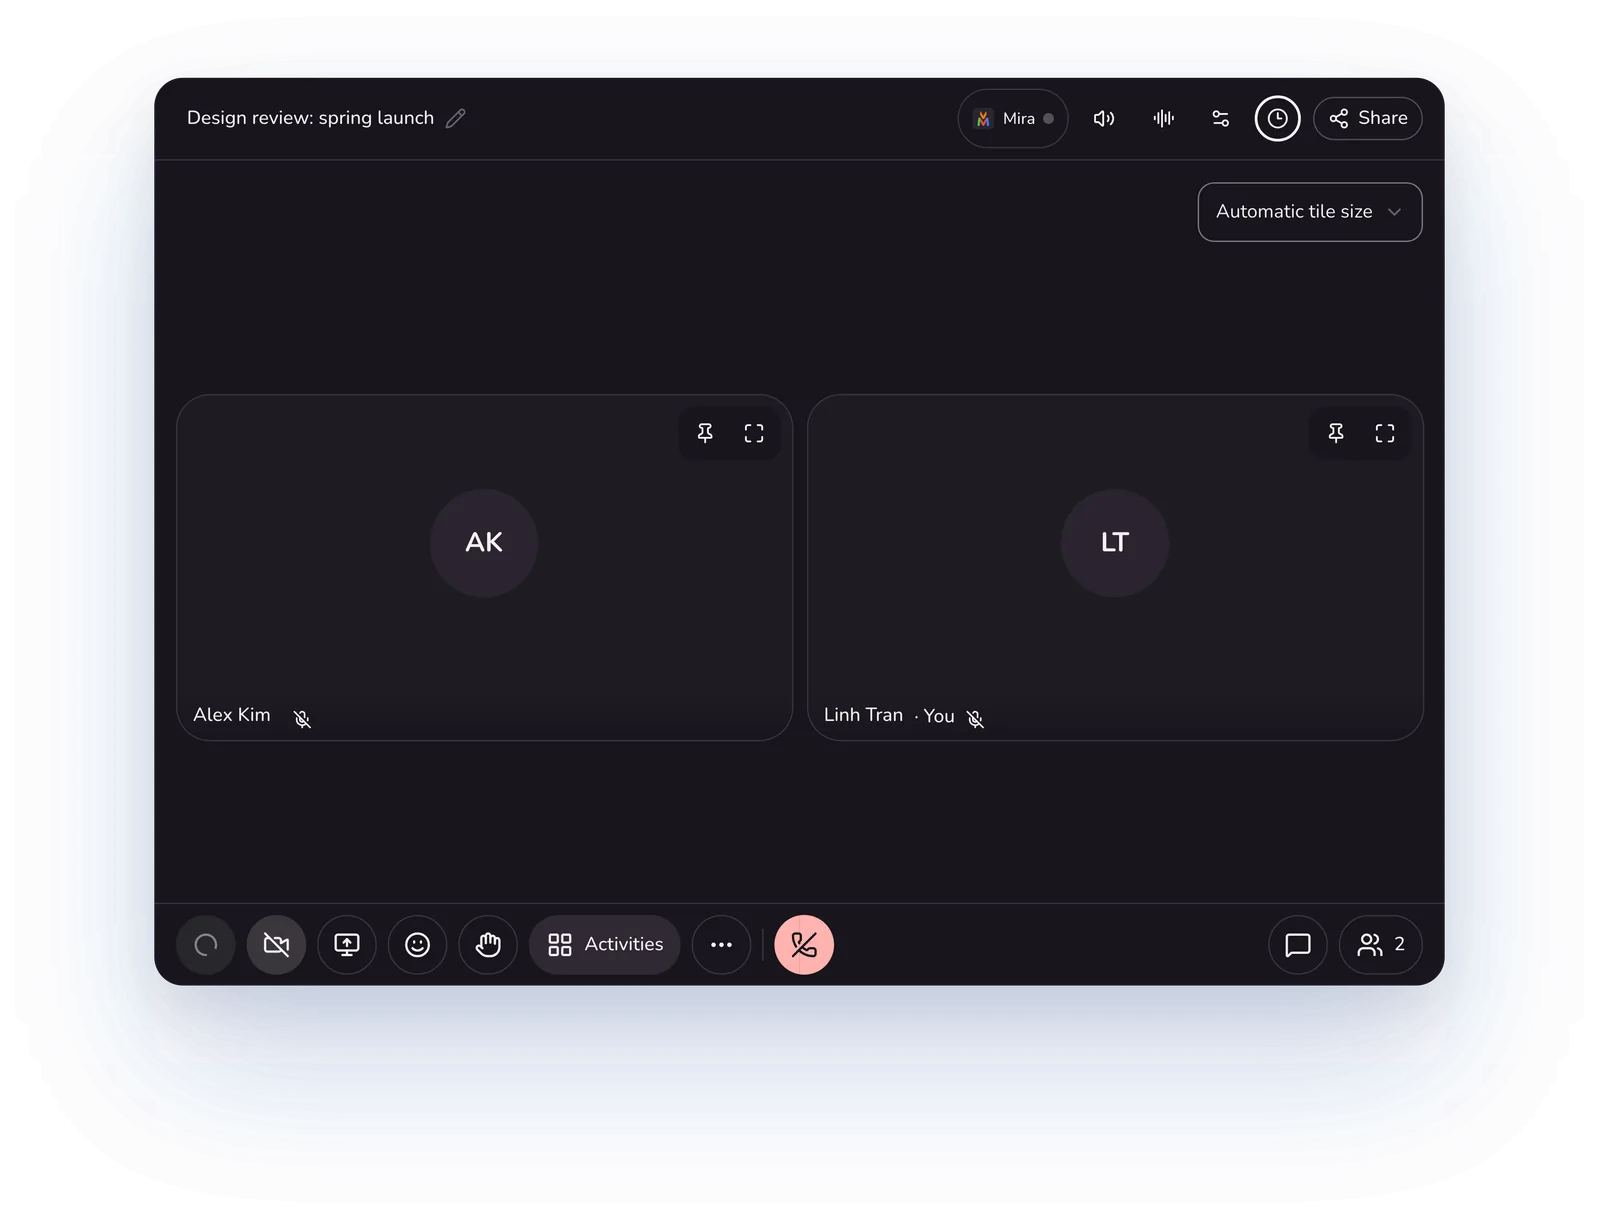 Design review: spring launch
Mira
Share
Automatic tile size
AK
LT
Alex Kim
Linh Tran · You
Activities
2